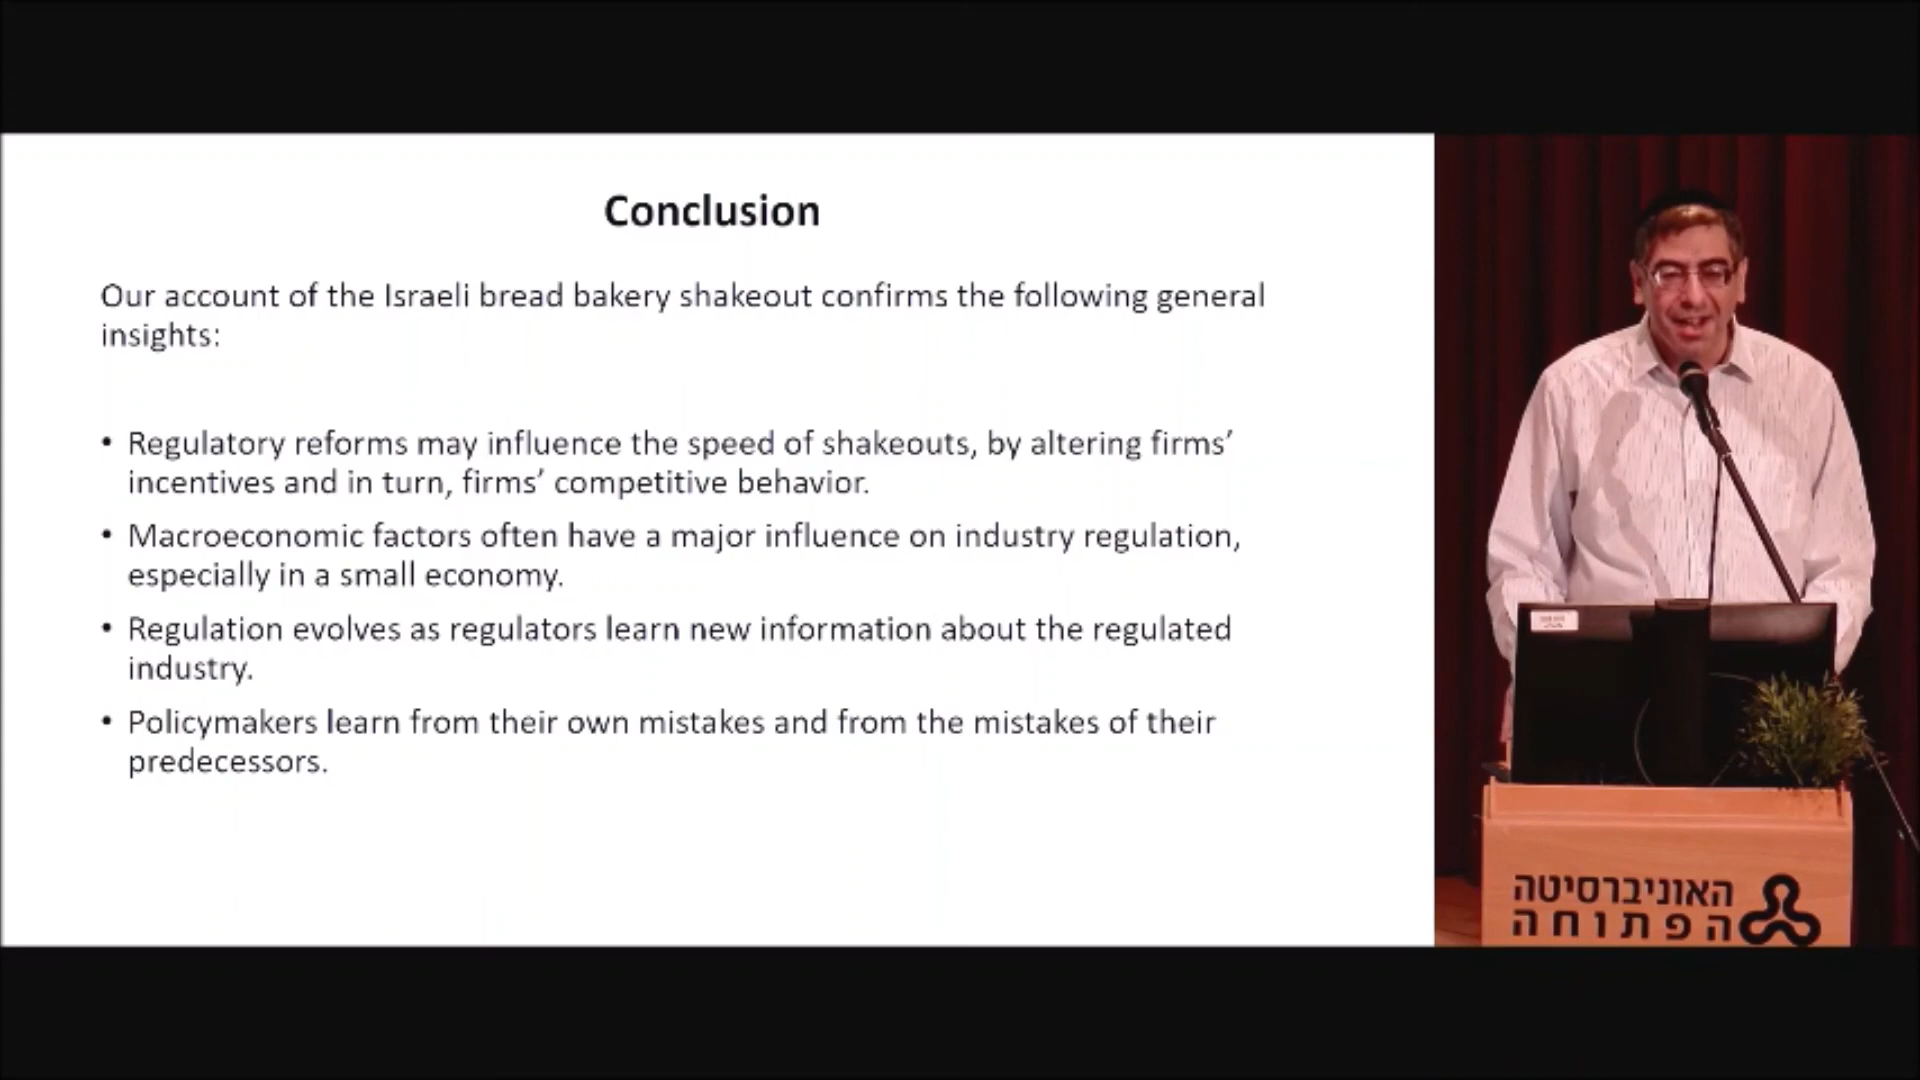 Conclusion
Our account of the Israeli bread bakery shakeout confirms the following general
insights:
• Regulatory reforms may influence the speed of shakeouts, by altering firms’
incentives and in turn, firms’ competitive behavior.
• Macroeconomic factors often have a major influence on industry regulation,
especially in a small economy.
• Regulation evolves as regulators learn new information about the regulated
industry.
• Policymakers learn from their own mistakes and from the mistakes of their
predecessors.
האוניברסיטה
הפתוחה